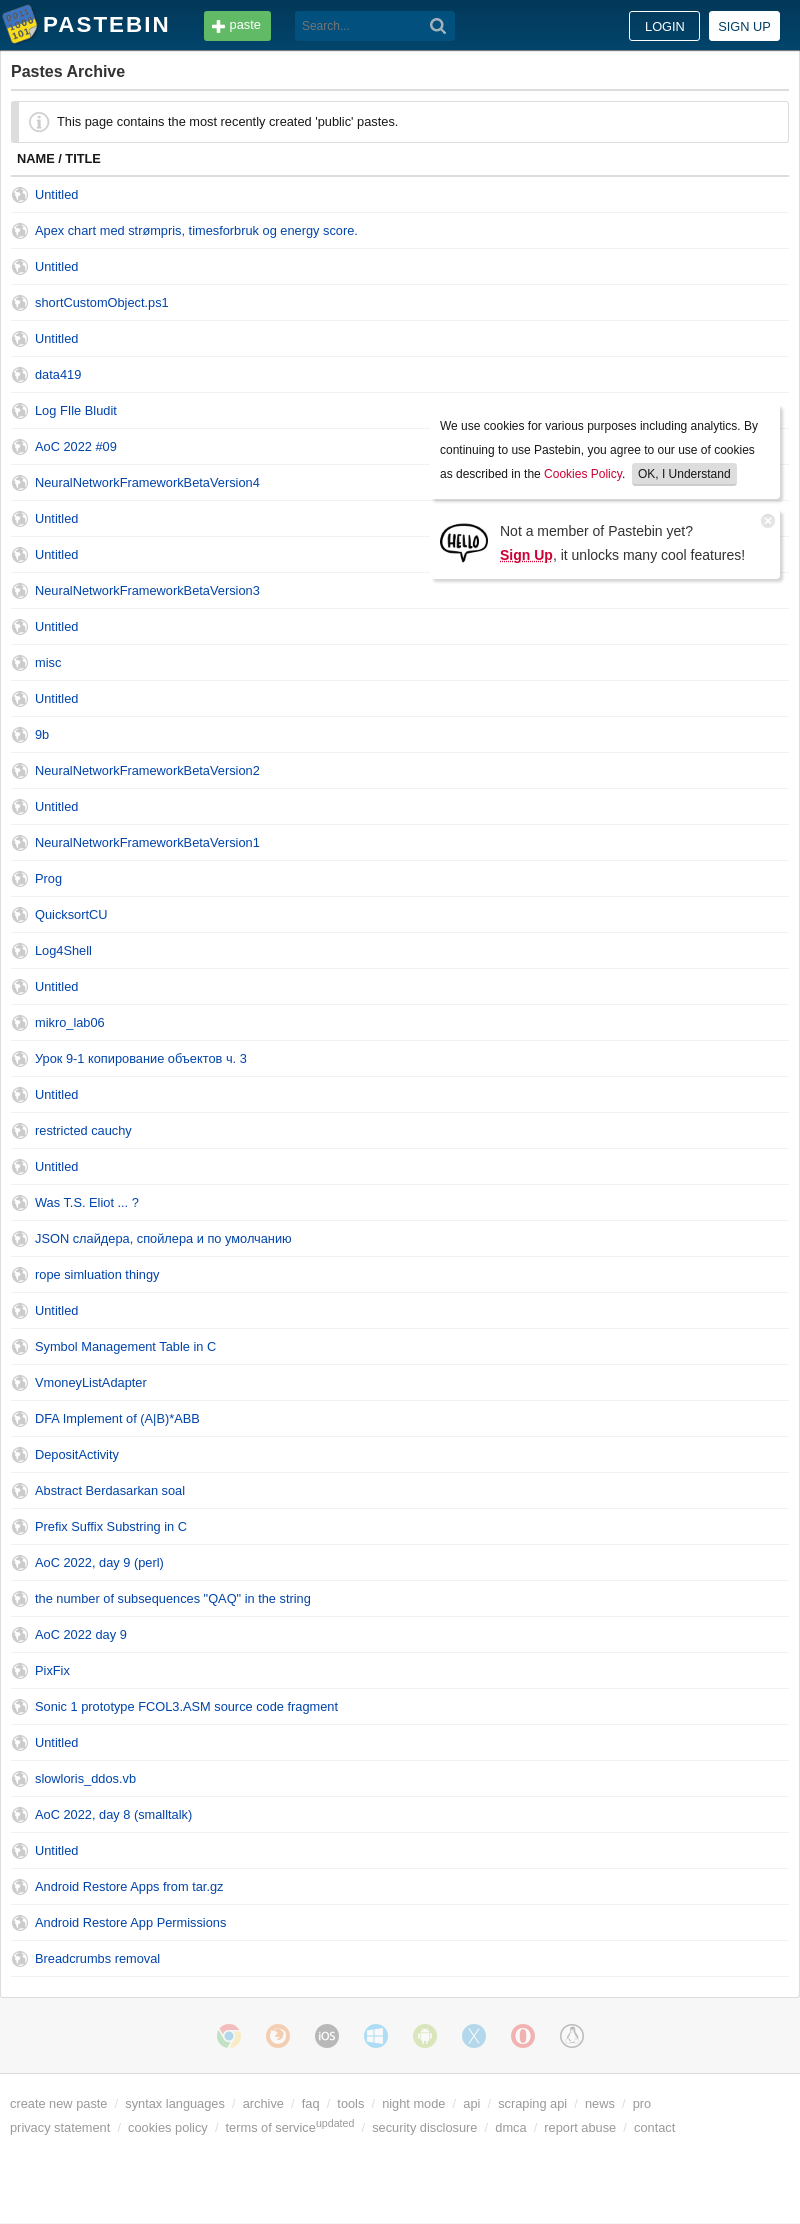 PASTEBIN
paste
Search...
LOGIN
SIGN UP
Pastes Archive
This page contains the most recently created 'public' pastes.
NAME / TITLE
Untitled
Apex chart med strømpris, timesforbruk og energy score.
Untitled
shortCustomObject.ps1
Untitled
data419
Log FIle Bludit
AoC 2022 #09
NeuralNetworkFrameworkBetaVersion4
Untitled
Untitled
NeuralNetworkFrameworkBetaVersion3
We use cookies for various purposes including analytics. By
continuing to use Pastebin, you agree to our use of cookies
as described in the Cookies Policy. OK, I Understand
HELLO
Not a member of Pastebin yet?
Sign Up, it unlocks many cool features!
Untitled
misc
Untitled
9b
NeuralNetworkFrameworkBetaVersion2
Untitled
NeuralNetworkFrameworkBetaVersion1
Prog
QuicksortCU
Log4Shell
Untitled
mikro_lab06
Урок 9-1 копирование объектов ч. 3
Untitled
restricted cauchy
Untitled
Was T.S. Eliot ... ?
JSON слайдера, спойлера и по умолчанию
rope simluation thingy
Untitled
Symbol Management Table in C
VmoneyListAdapter
DFA Implement of (A|B)*ABB
DepositActivity
Abstract Berdasarkan soal
Prefix Suffix Substring in C
AoC 2022, day 9 (perl)
the number of subsequences "QAQ" in the string
AoC 2022 day 9
PixFix
Sonic 1 prototype FCOL3.ASM source code fragment
Untitled
slowloris_ddos.vb
AoC 2022, day 8 (smalltalk)
Untitled
Android Restore Apps from tar.gz
Android Restore App Permissions
Breadcrumbs removal
iOS
create new paste / syntax languages / archive / faq / tools / night mode / api / scraping api / news / pro
privacy statement / cookies policy / terms of service updated / security disclosure / dmca / report abuse / contact